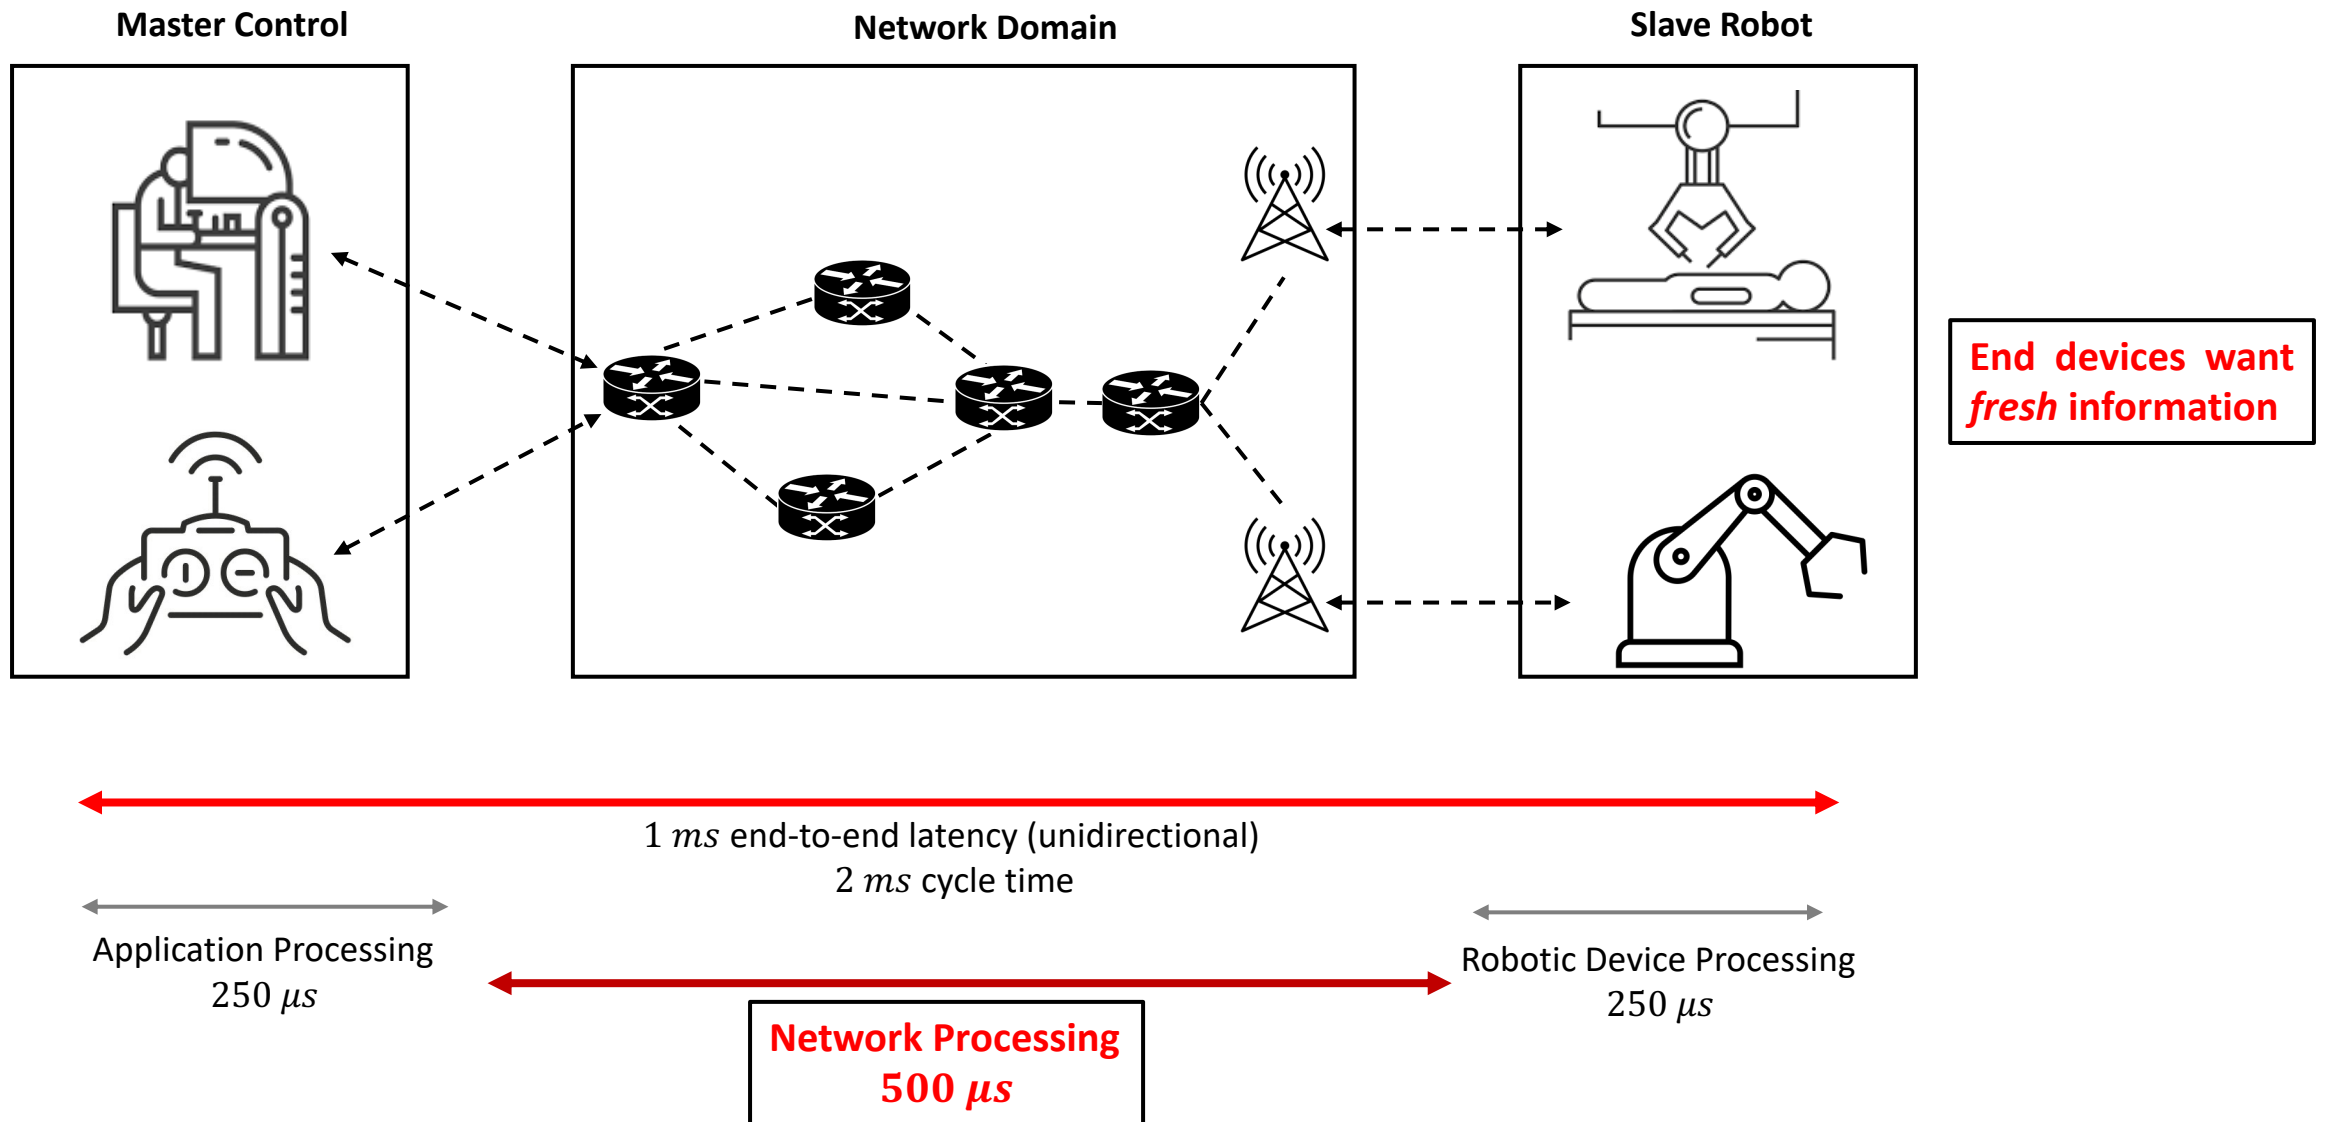 Master Control
Network Domain
Slave Robot
End devices want
fresh information
1 ms end-to-end latency (unidirectional)
2 ms cycle time
Application Processing
250 μs
Robotic Device Processing
250 μs
Network Processing
500 μs